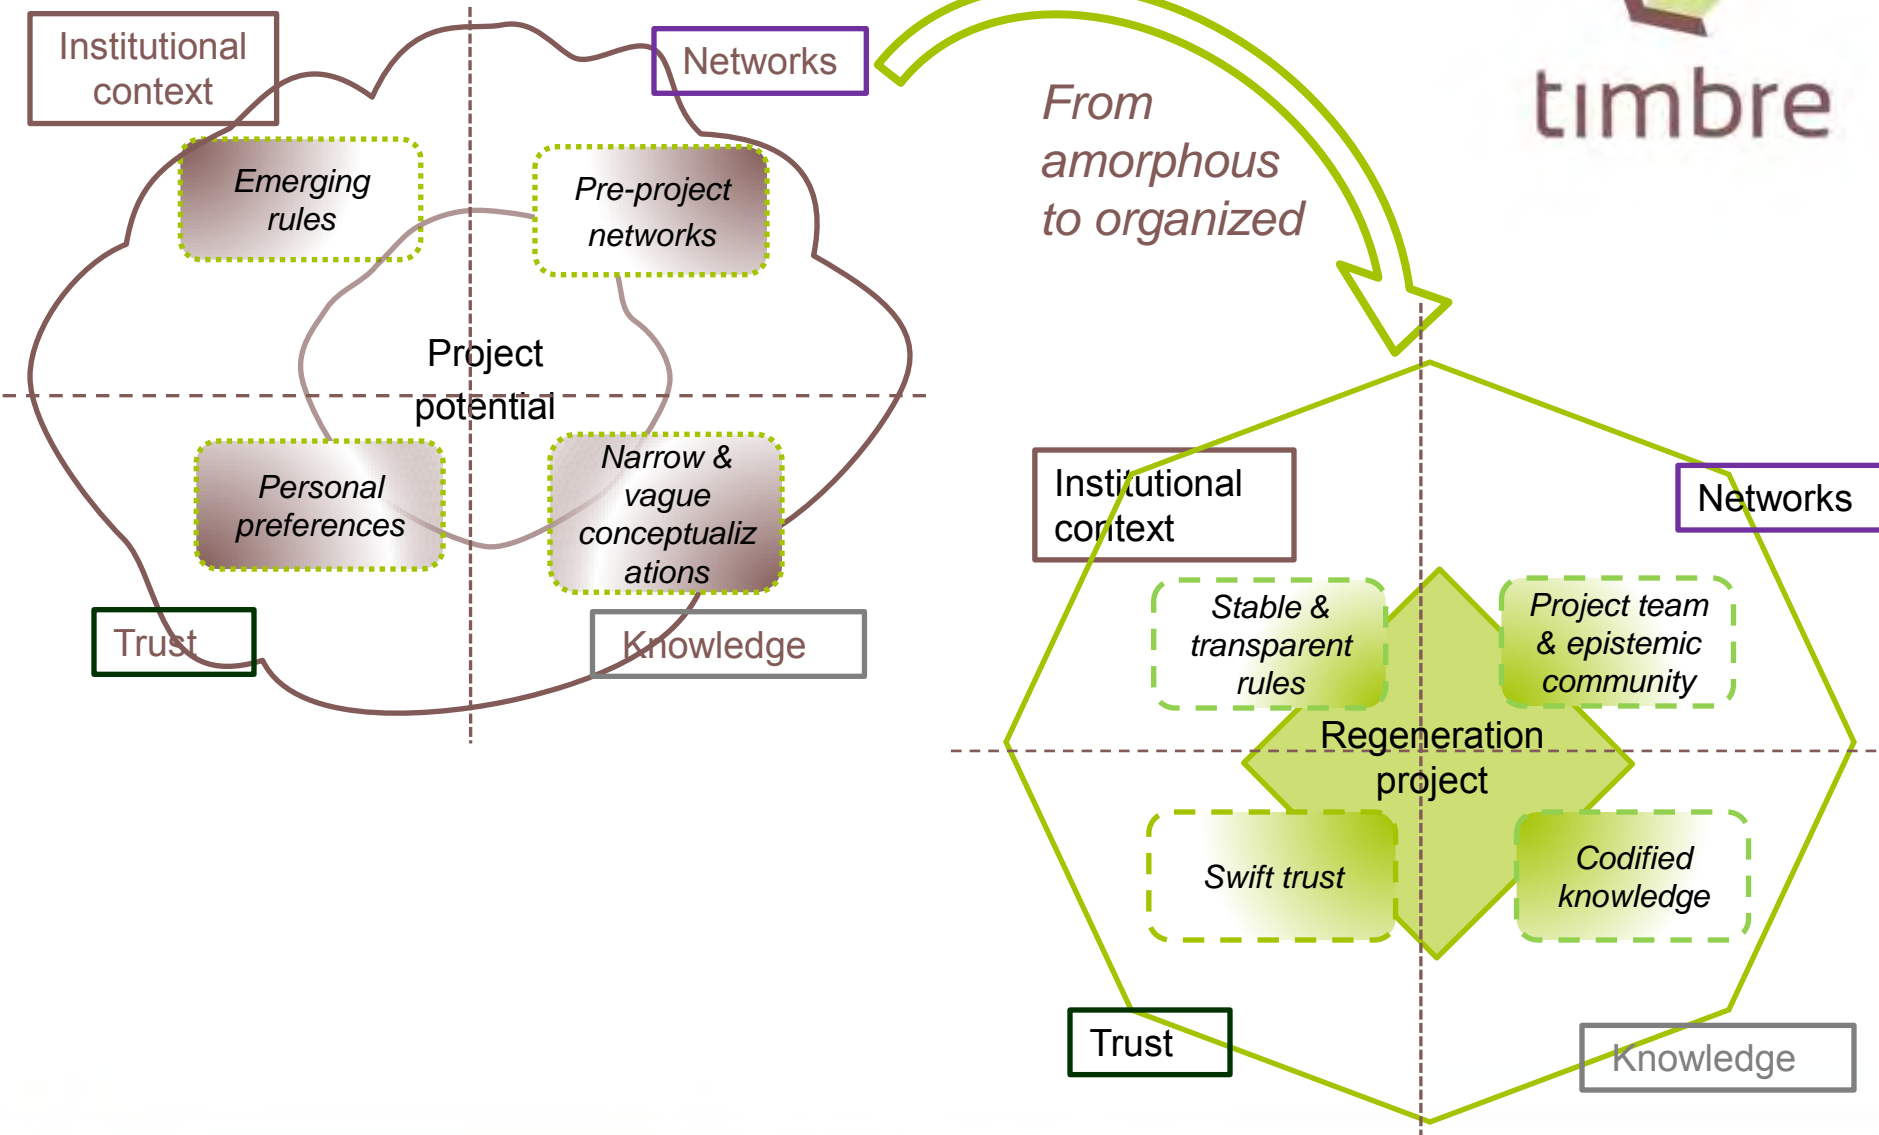 Institutional
context
Networks
Emerging
rules
Pre-project
networks
Project
potential
Personal
preferences
Narrow &
vague
conceptualiz
ations
Trust
Knowledge
From
amorphous
to organized
timbre
Institutional
context
Networks
Stable &
transparent
rules
Project team
& epistemic
community
Regeneration
project
Swift trust
Codified
knowledge
Trust
Knowledge